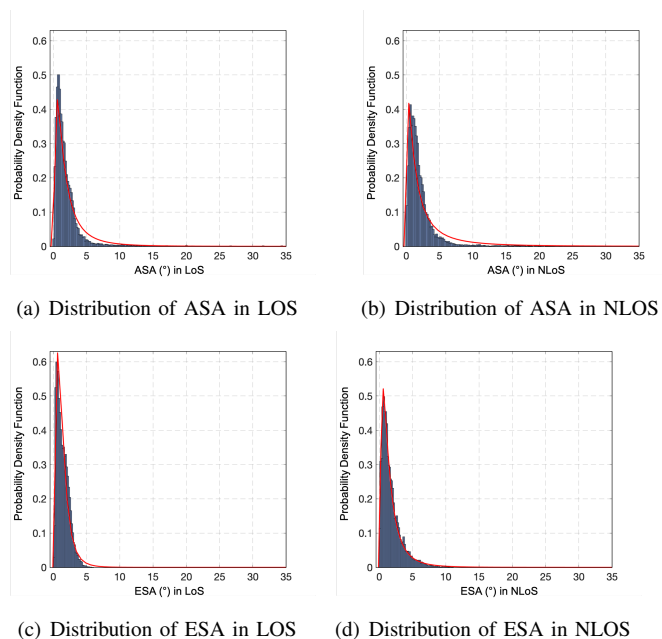 0.6
0.5
0.4
0.3
0.2
0.1
0
Probability Density Function
0 5 10 15 20 25 30 35
ASA (°) in LoS
(a) Distribution of ASA in LOS
0.6
0.5
0.4
0.3
0.2
0.1
0
Probability Density Function
0 5 10 15 20 25 30 35
ASA (°) in NLoS
(b) Distribution of ASA in NLOS
0.6
0.5
0.4
0.3
0.2
0.1
0
Probability Density Function
0 5 10 15 20 25 30 35
ESA (°) in LoS
(c) Distribution of ESA in LOS
0.6
0.5
0.4
0.3
0.2
0.1
0
Probability Density Function
0 5 10 15 20 25 30 35
ESA (°) in NLoS
(d) Distribution of ESA in NLOS